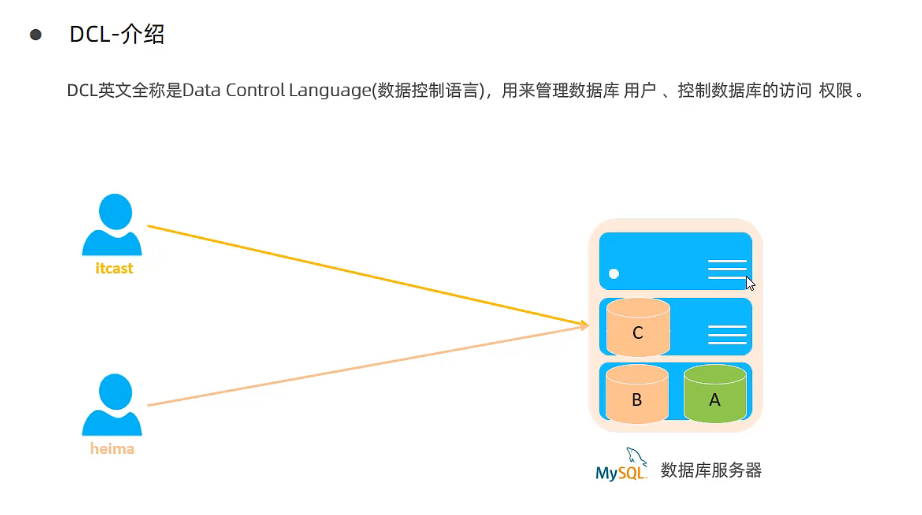 DCL-介绍
DCL英文全称是Data Control Language(数据控制语言)，用来管理数据库 用户 、控制数据库的访问 权限 。
itcast
C
B
A
heima
MySQL 数据库服务器